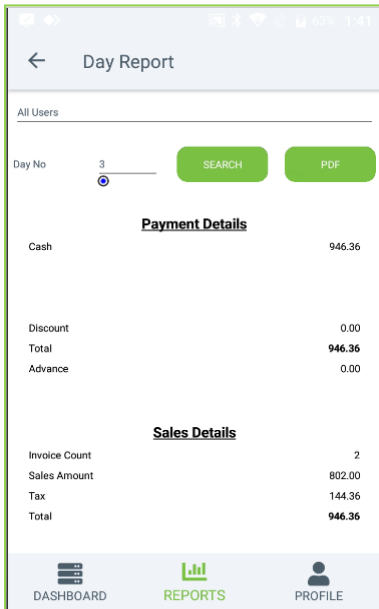 63% 1:41
Day Report
All Users
Day No 3 SEARCH PDF
Payment Details
Cash 946.36
Discount 0.00
Total 946.36
Advance 0.00
Sales Details
Invoice Count 2
Sales Amount 802.00
Tax 144.36
Total 946.36
DASHBOARD REPORTS PROFILE